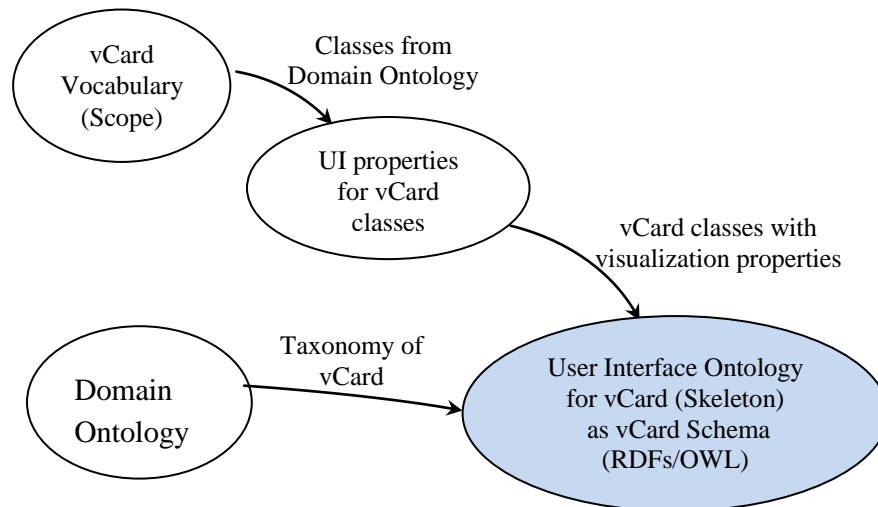 vCard
Vocabulary
(Scope)
Classes from
Domain Ontology
UI properties
for vCard
classes
vCard classes with
visualization properties
Taxonomy of
vCard
Domain
Ontology
User Interface Ontology
for vCard (Skeleton)
as vCard Schema
(RDFs/OWL)